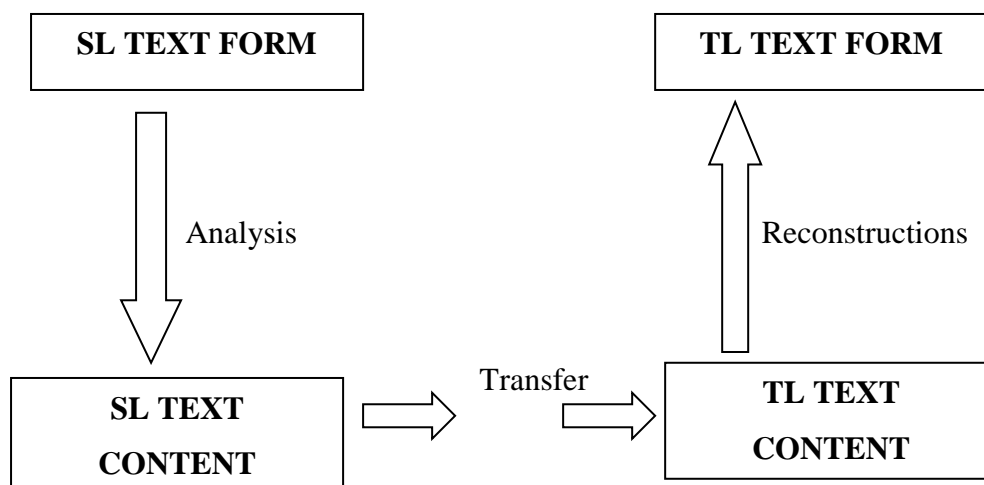 SL TEXT FORM
TL TEXT FORM
Analysis
Reconstructions
Transfer
SL TEXT
CONTENT
TL TEXT
CONTENT